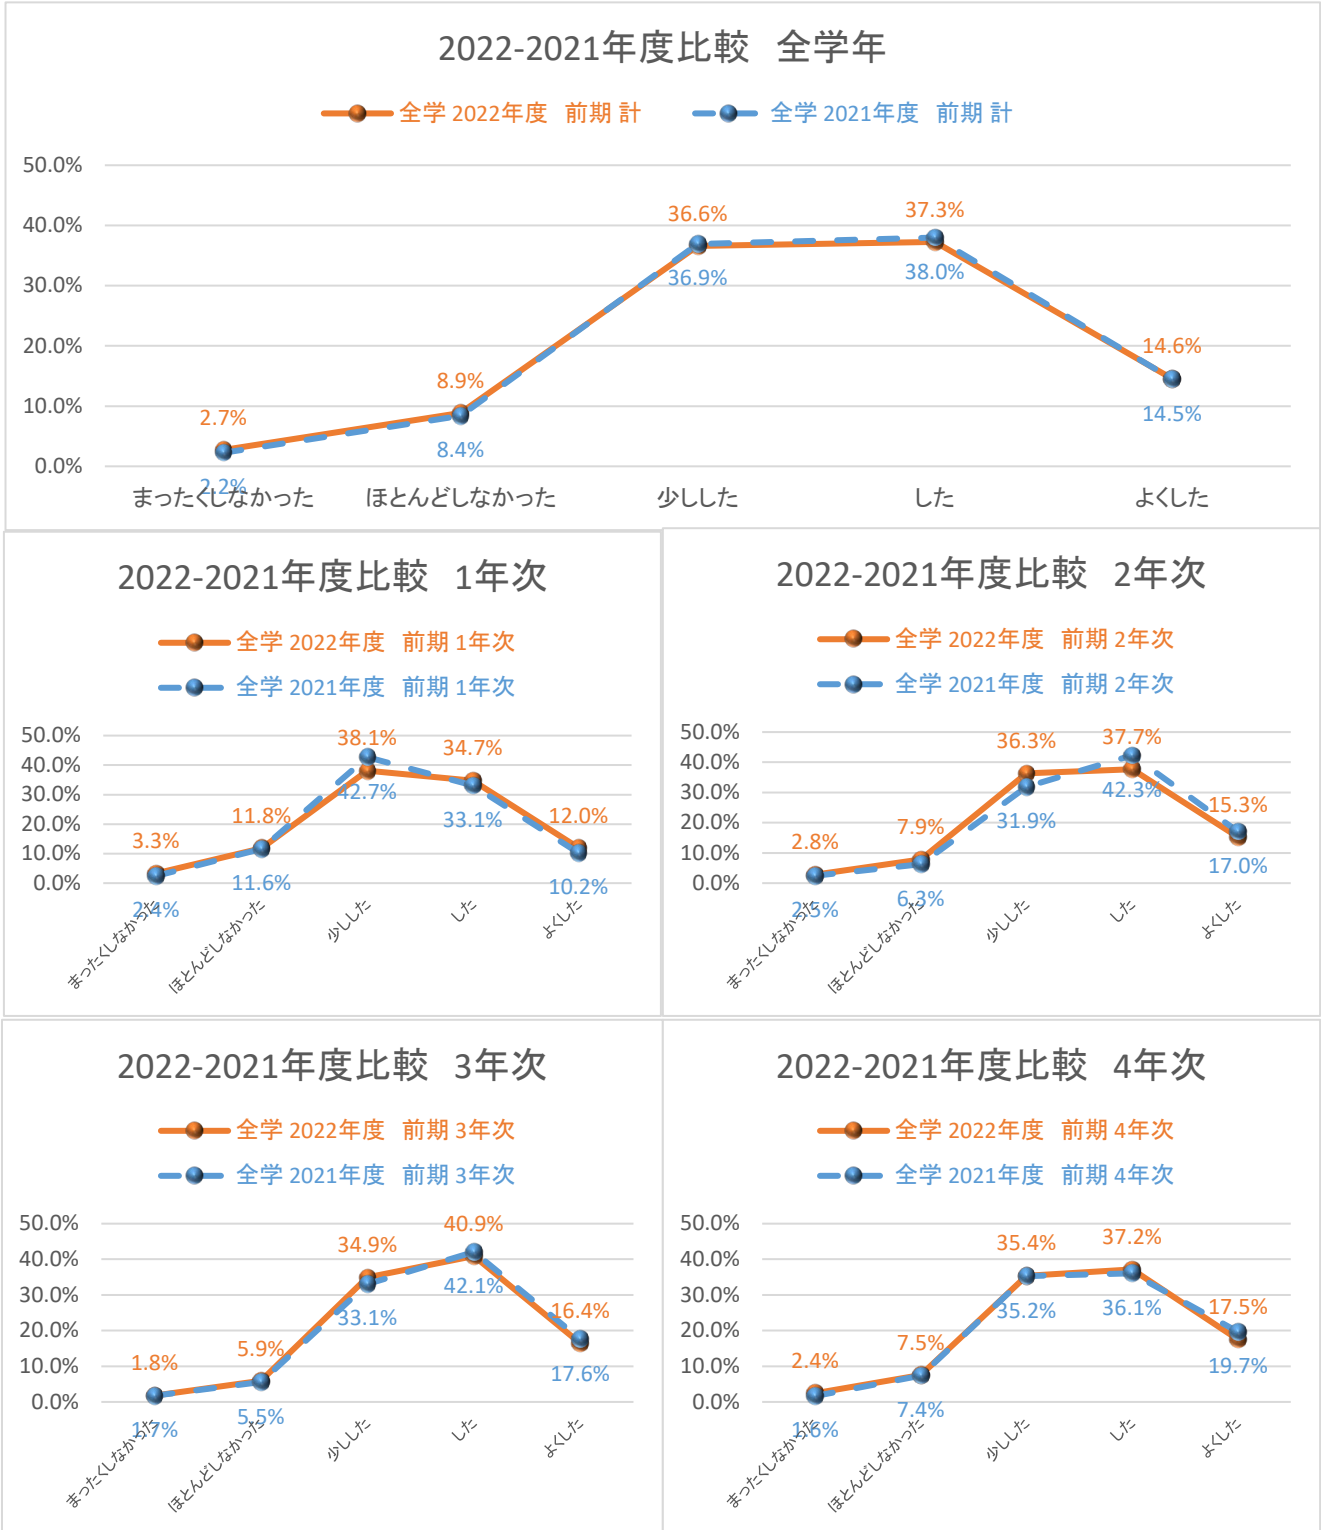 2022-2021年度比較　全学年
全学 2022年度　前期 計
全学 2021年度　前期 計
50.0%
40.0%
30.0%
20.0%
10.0%
0.0%
2.7%
8.9%
36.6%
37.3%
14.6%
2.2%
8.4%
36.9%
38.0%
14.5%
まったくしなかった
ほとんどしなかった
少しした
した
よくした
2022-2021年度比較　1年次
全学 2022年度　前期 1年次
全学 2021年度　前期 1年次
50.0%
40.0%
30.0%
20.0%
10.0%
0.0%
3.3%
11.8%
38.1%
34.7%
12.0%
2.4%
11.6%
42.7%
33.1%
10.2%
まったくしなかった
ほとんどしなかった
少しした
した
よくした
2022-2021年度比較　2年次
全学 2022年度　前期 2年次
全学 2021年度　前期 2年次
50.0%
40.0%
30.0%
20.0%
10.0%
0.0%
2.8%
7.9%
36.3%
37.7%
15.3%
2.5%
6.3%
31.9%
42.3%
17.0%
まったくしなかった
ほとんどしなかった
少しした
した
よくした
2022-2021年度比較　3年次
全学 2022年度　前期 3年次
全学 2021年度　前期 3年次
50.0%
40.0%
30.0%
20.0%
10.0%
0.0%
1.8%
5.9%
34.9%
40.9%
16.4%
1.7%
5.5%
33.1%
42.1%
17.6%
まったくしなかった
ほとんどしなかった
少しした
した
よくした
2022-2021年度比較　4年次
全学 2022年度　前期 4年次
全学 2021年度　前期 4年次
50.0%
40.0%
30.0%
20.0%
10.0%
0.0%
2.4%
7.5%
35.4%
37.2%
17.5%
1.6%
7.4%
35.2%
36.1%
19.7%
まったくしなかった
ほとんどしなかった
少しした
した
よくした